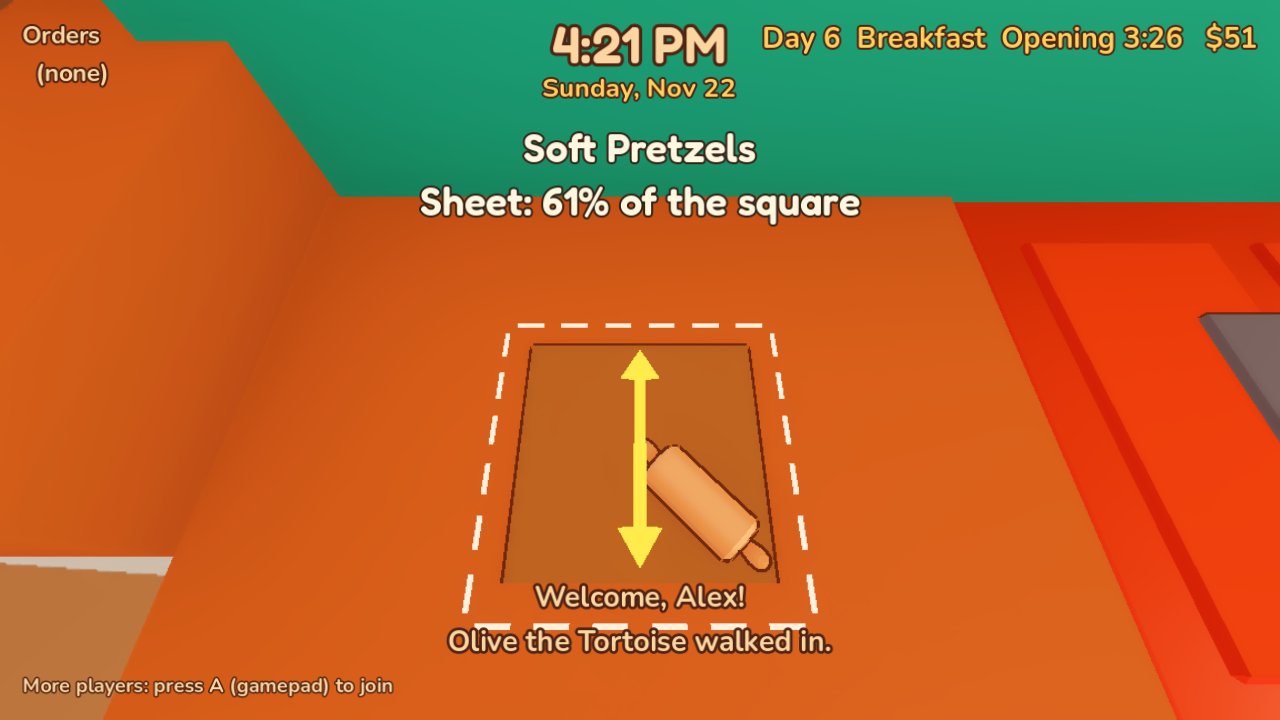 Orders
(none)
4:21 PM
Sunday, Nov 22
Day 6 Breakfast Opening 3:26 $51
Soft Pretzels
Sheet: 61% of the square
Welcome, Alex!
Olive the Tortoise walked in.
More players: press A (gamepad) to join